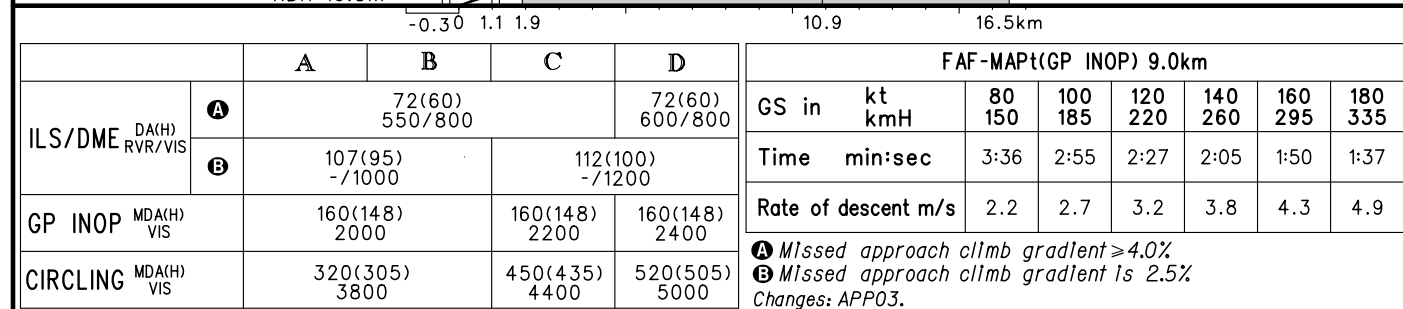 -0.30 1.1 1.9 10.9 16.5km
A B C D
ILS/DME DA(H) RVR/VIS
A 72(60) 550/800 72(60) 600/800
B 107(95) -/1000 112(100) -/1200
GP INOP MDA(H) VIS 160(148) 2000 160(148) 2200 160(148) 2400
CIRCLING MDA(H) VIS 320(305) 3800 450(435) 4400 520(505) 5000
FAF-MAPt(GP INOP) 9.0km
GS in kt 80 100 120 140 160 180
kmH 150 185 220 260 295 335
Time min:sec 3:36 2:55 2:27 2:05 1:50 1:37
Rate of descent m/s 2.2 2.7 3.2 3.8 4.3 4.9
A Missed approach climb gradient≥4.0%
B Missed approach climb gradient is 2.5%
Changes: APP03.